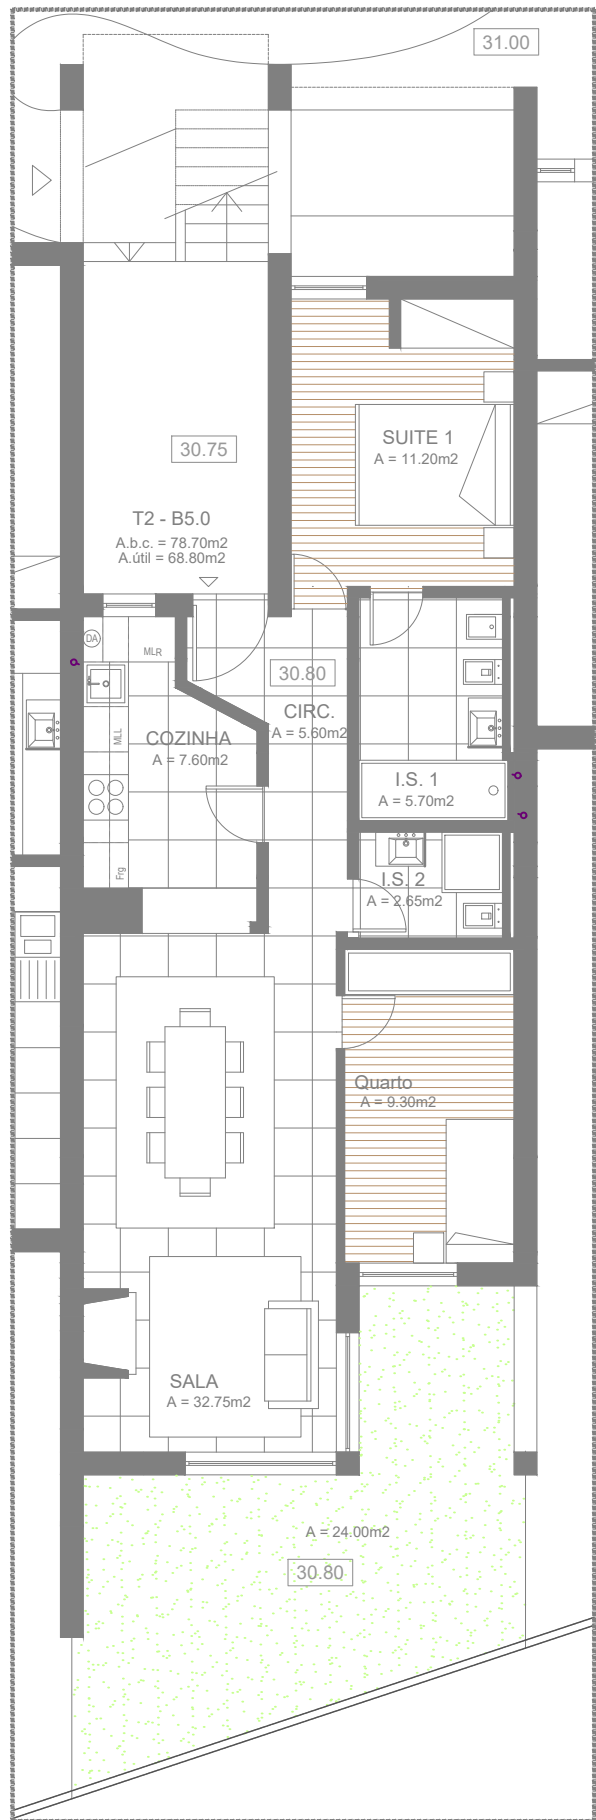 31.00
SUITE 1
A = 11.20m2
30.75
T2 - B5.0
A.b.c. = 78.70m2
A.útil = 68.80m2
DA
MLR
30.80
CIRC.
A = 5.60m2
MLL
COZINHA
A = 7.60m2
I.S. 1
A = 5.70m2
Frg
I.S. 2
A = 2.65m2
Quarto
A = 9.30m2
SALA
A = 32.75m2
A = 24.00m2
30.80